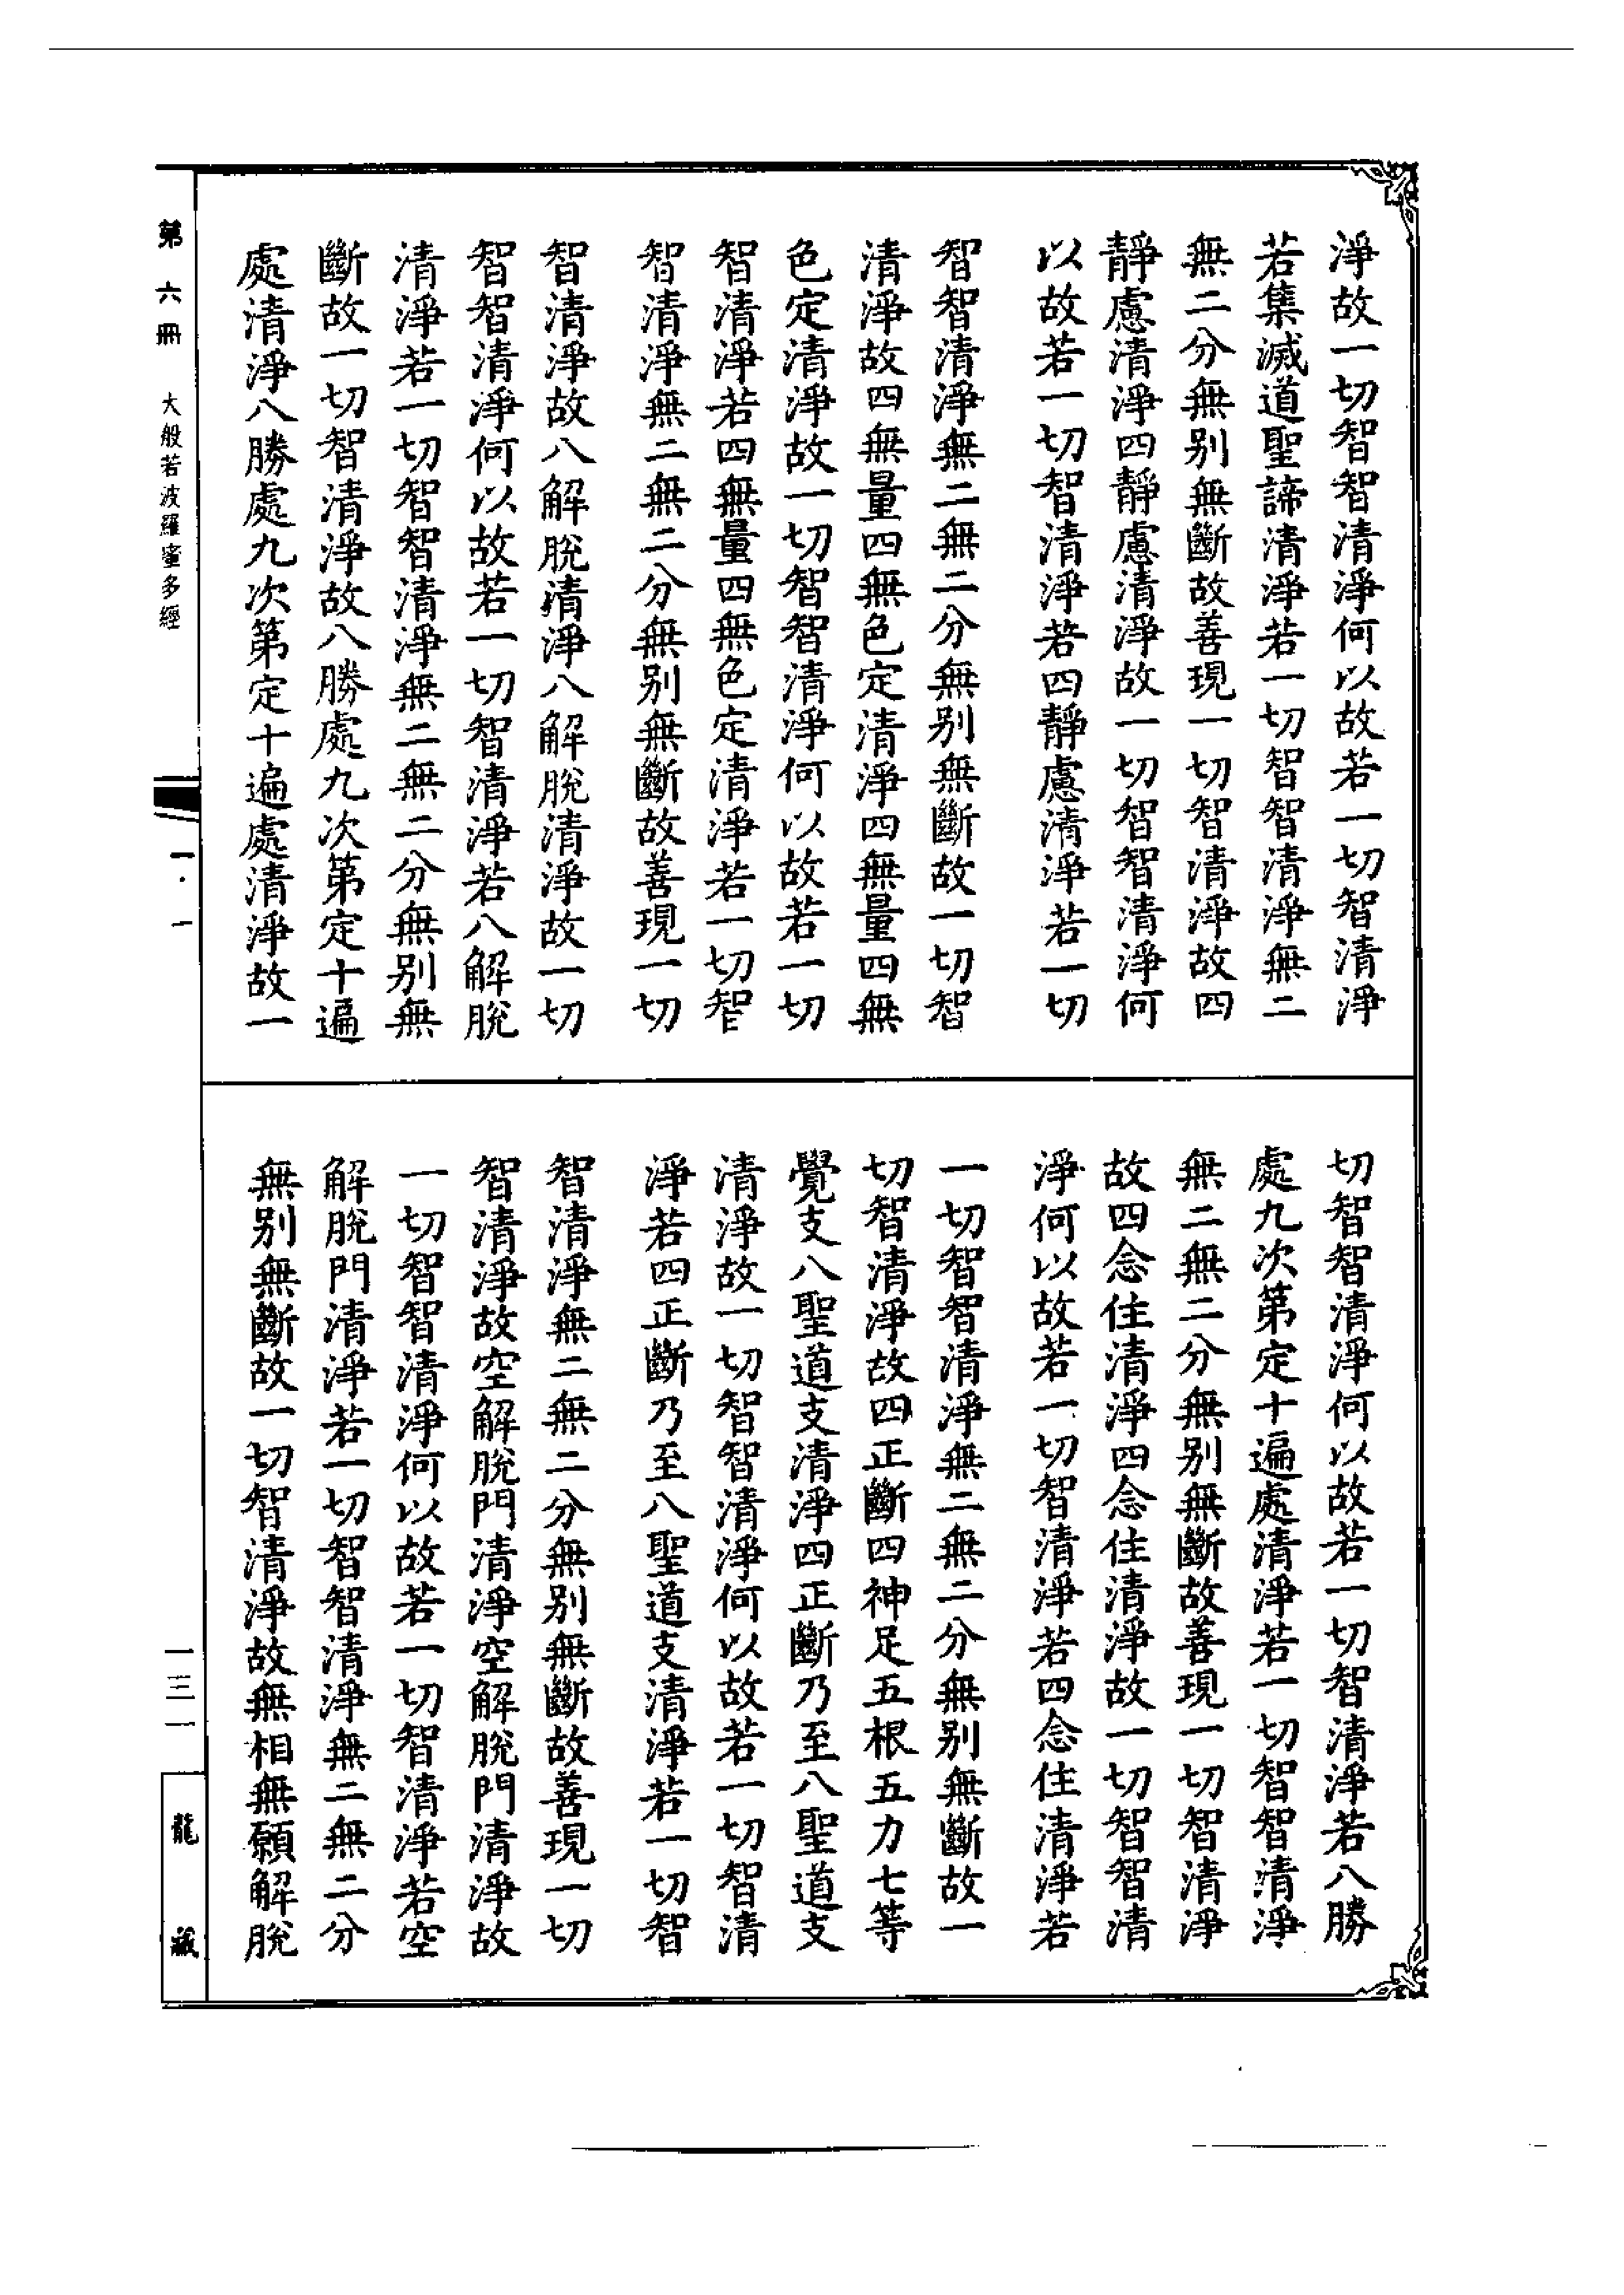 淨故一切智智清淨何以故若一切智清淨
若集滅道聖諦清淨若一切智智清淨無二
無二分無別無斷故善現一切智清淨故四
靜慮清淨四靜慮清淨故一切智智清淨何
以故若一切智清淨若四靜慮清淨若一切
智智清淨無二無二分無別無斷故一切智
清淨故四無量四無色定清淨四無量四無
色定清淨故一切智智清淨何以故若一切
智清淨若四無量四無色定清淨若一切智
智清淨無二無二分無別無斷故善現一切
智清淨故八解脫清淨八解脫清淨故一切
智智清淨何以故若一切智清淨若八解脫
清淨若一切智智清淨無二無二分無別無
斷故一切智清淨故八勝處九次第定十遍
處清淨八勝處九次第定十遍處清淨故一
切智智清淨何以故若一切智清淨若八勝
處九次第定十遍處清淨若一切智智清淨
無二無二分無別無斷故善現一切智清淨
故四念住清淨四念住清淨故一切智智清
淨何以故若一切智清淨若四念住清淨若
一切智智清淨無二無二分無別無斷故一
切智清淨故四正斷四神足五根五力七等
覺支八聖道支清淨四正斷乃至八聖道支
清淨故一切智智清淨何以故若一切智清
淨若四正斷乃至八聖道支清淨若一切智
智清淨無二無二分無別無斷故善現一切
智清淨故空解脫門清淨空解脫門清淨故
一切智智清淨何以故若一切智清淨若空
解脫門清淨若一切智智清淨無二無二分
無別無斷故一切智清淨故無相無願解脫
第六冊 大般若波羅蜜多經 一·一 一三一 龍藏